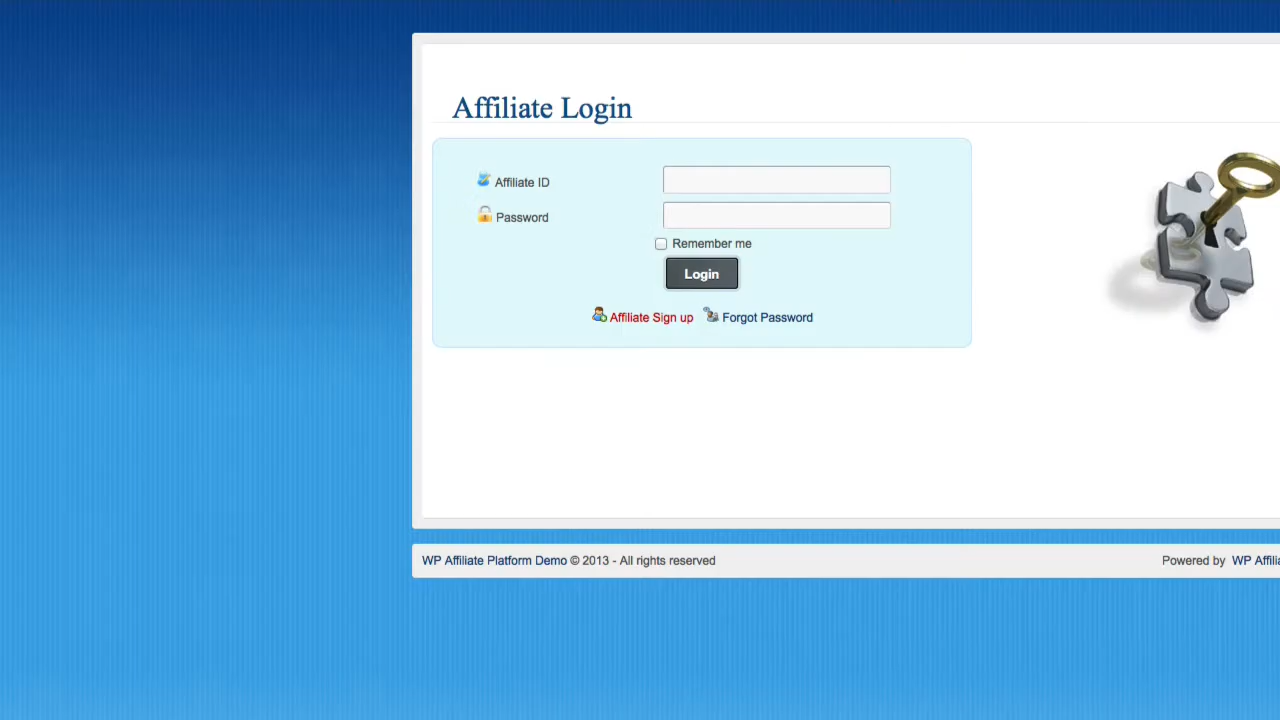 Affiliate Login
Affiliate ID
Password
Remember me
Login
Affiliate Sign up Forgot Password
WP Affiliate Platform Demo © 2013 - All rights reserved
Powered by WP